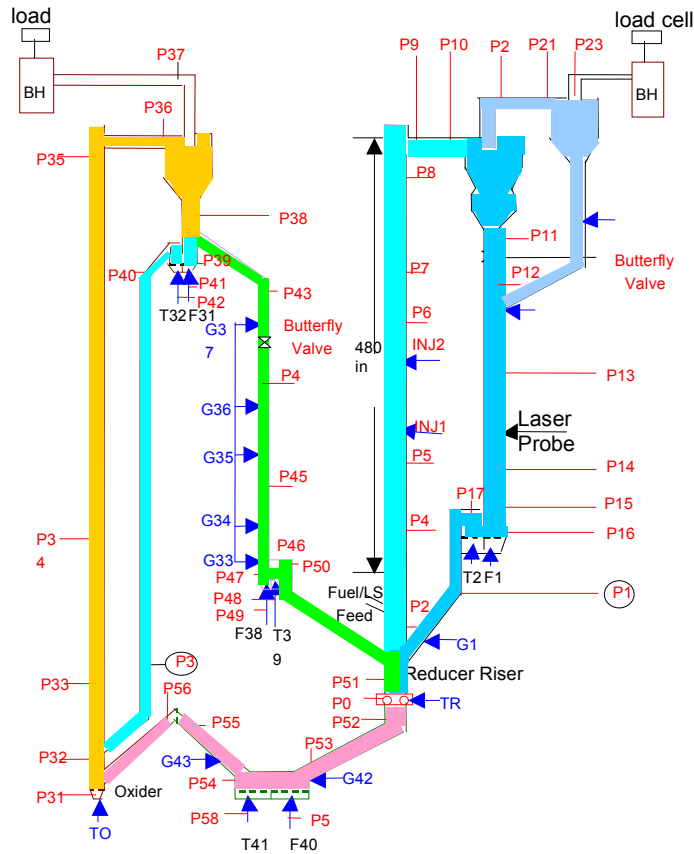 load
load cell
P37
P9
P10
P2
P21
P23
BH
BH
P36
P35
P8
P38
P11
P39
P40
P7
P12
Butterfly
Valve
P41
P43
P42
T32
F31
P6
G3
7
Butterfly
Valve
480
in
INJ2
P4
P13
G36
INJ1
Laser
Probe
G35
P5
P14
P45
P17
P15
G34
P4
P16
P3
4
P46
G33
P50
P47
T2
F1
Fuel/LS
Feed
P48
P49
P1
F38
T3
9
P2
G1
P3
Reducer Riser
P51
P33
P56
P0
TR
P52
P55
P53
P32
G43
P54
G42
P31
Oxider
P58
P5
TO
T41
F40